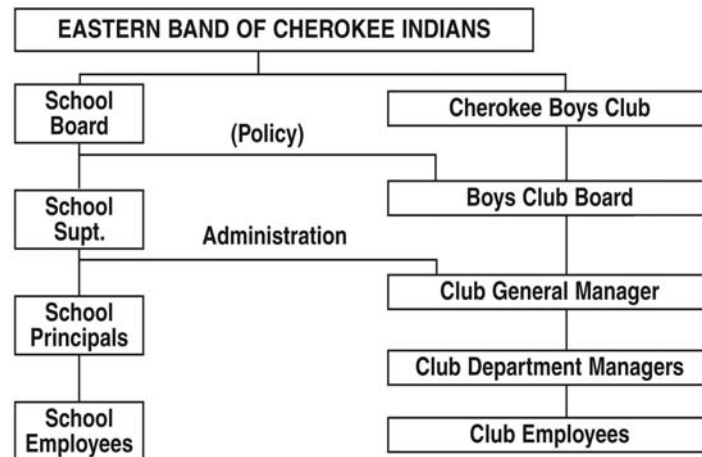 EASTERN BAND OF CHEROKEE INDIANS
School
Board
Cherokee Boys Club
(Policy)
School
Supt.
Boys Club Board
Administration
School
Principals
Club General Manager
Club Department Managers
School
Employees
Club Employees